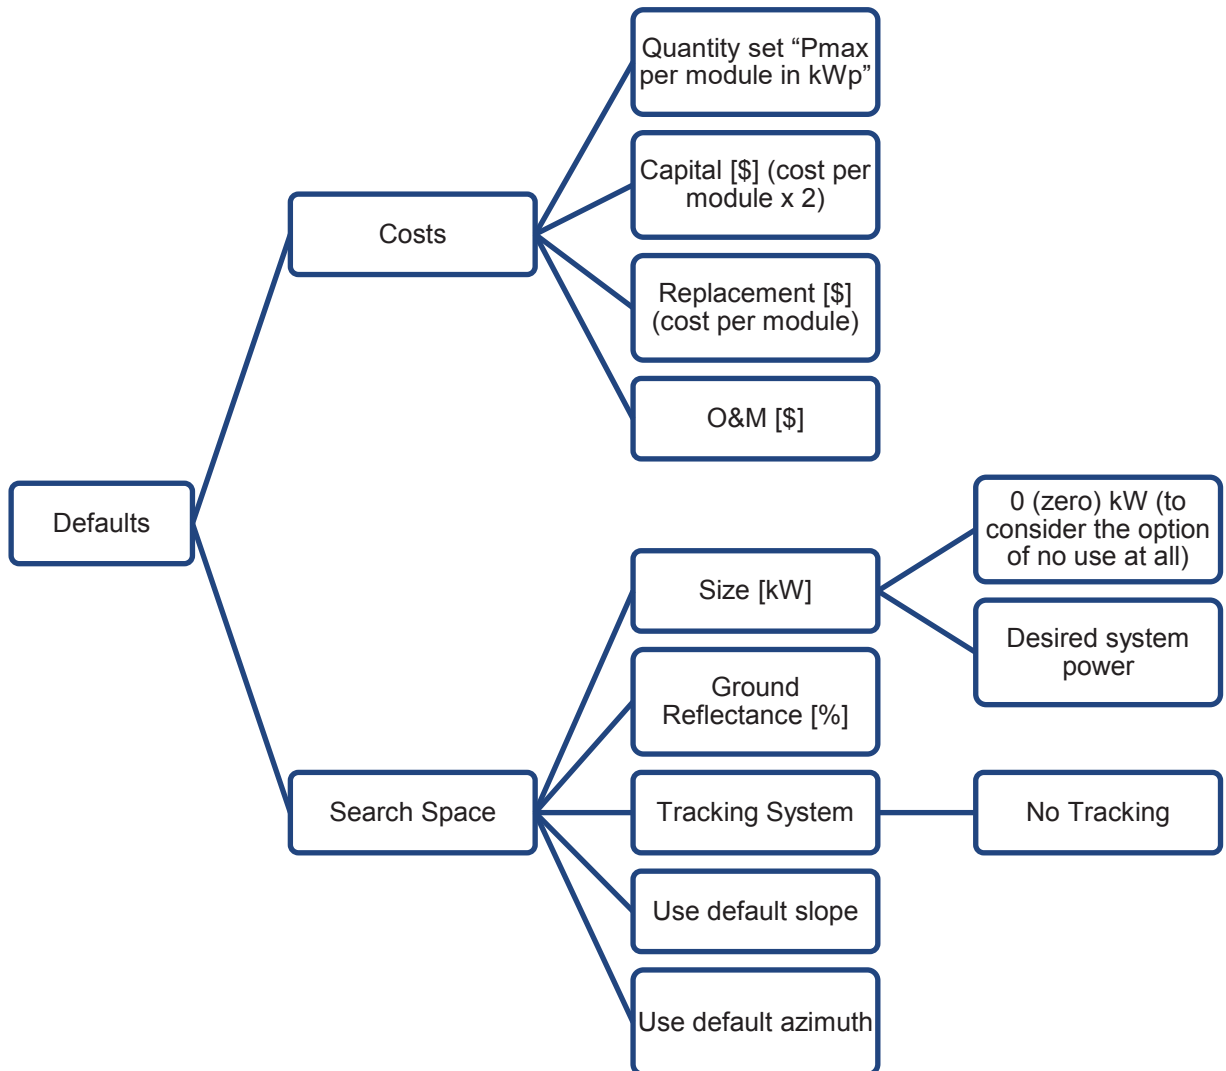 Quantity set “Pmax
per module in kWp”
Capital [$] (cost per
module x 2)
Costs
Replacement [$]
(cost per module)
O&M [$]
Defaults
0 (zero) kW (to
consider the option
of no use at all)
Size [kW]
Desired system
power
Ground
Reflectance [%]
Search Space
Tracking System
No Tracking
Use default slope
Use default azimuth